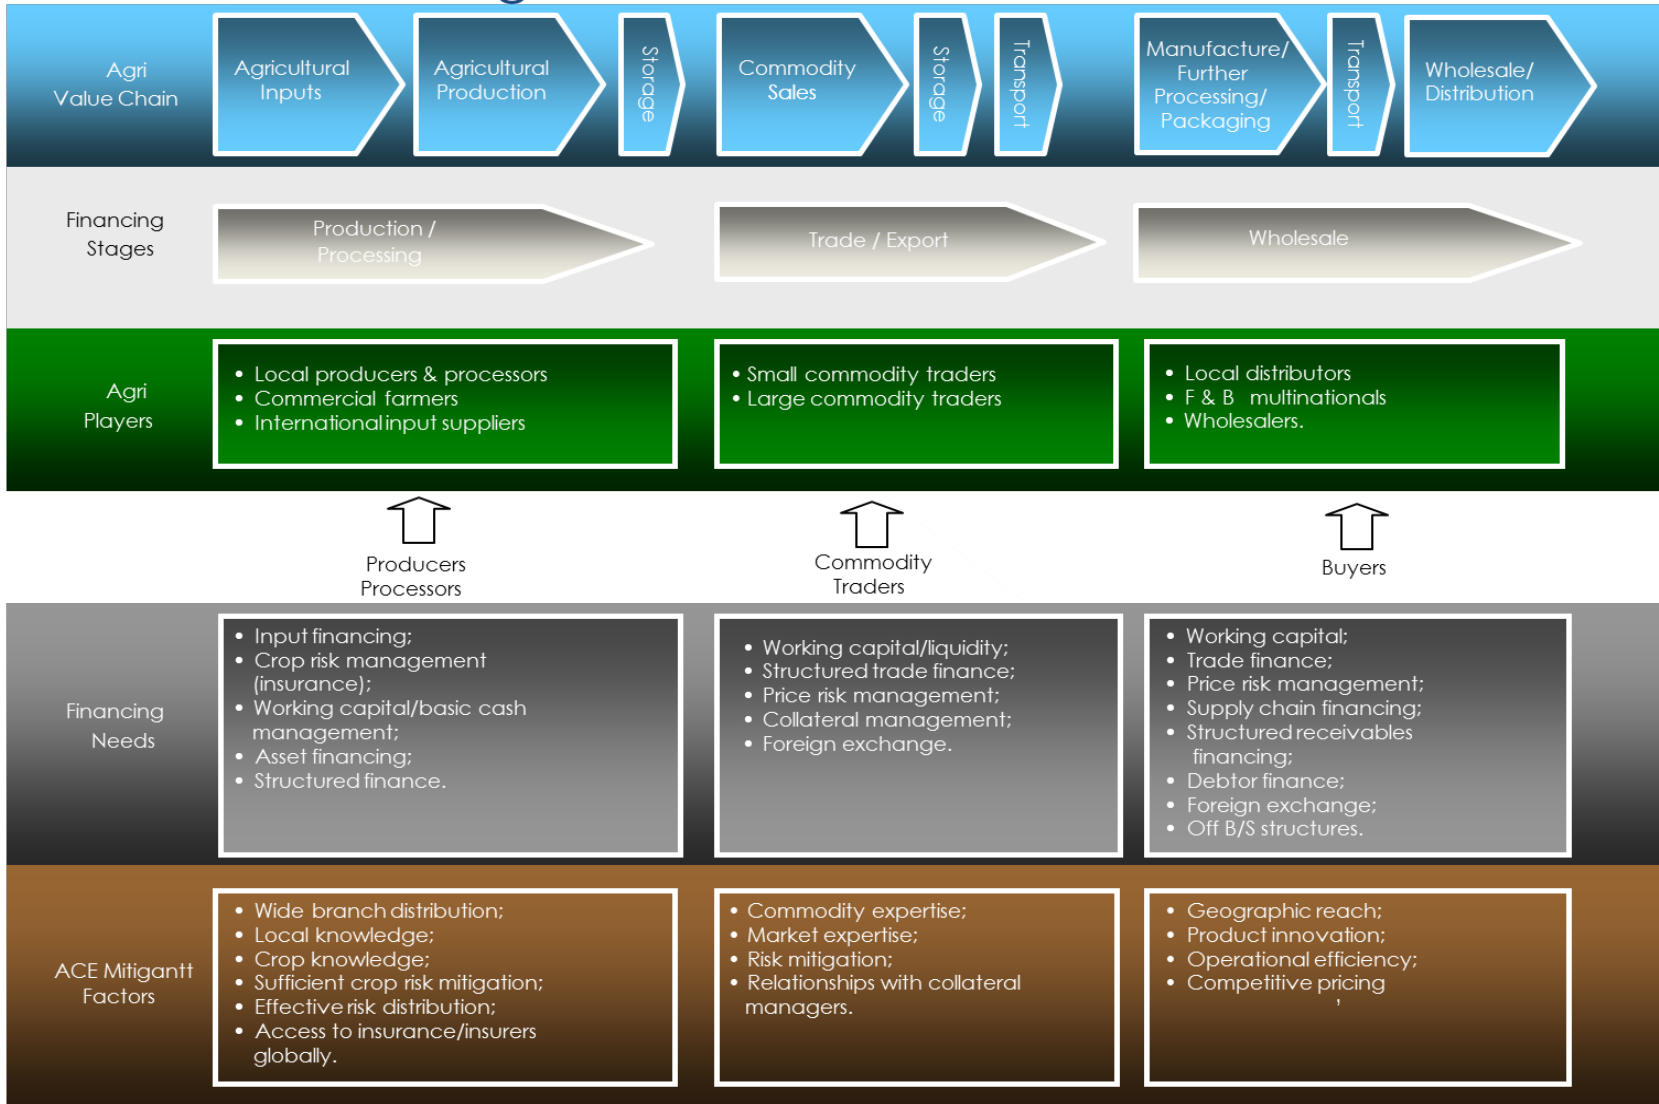 Agri
Value Chain
Agricultural
Inputs
Agricultural
Production
Storage
Commodity
Sales
Storage
Transport
Manufacture/
Further
Processing/
Packaging
Transport
Wholesale/
Distribution
Financing
Stages
Production /
Processing
Trade / Export
Wholesale
Agri
Players
• Local producers & processors
• Commercial farmers
• International input suppliers
• Small commodity traders
• Large commodity traders
• Local distributors
• F & B multinationals
• Wholesalers.
Producers
Processors
Commodity
Traders
Buyers
Financing
Needs
• Input financing;
• Crop risk management
(insurance);
• Working capital/basic cash
management;
• Asset financing;
• Structured finance.
• Working capital/liquidity;
• Structured trade finance;
• Price risk management;
• Collateral management;
• Foreign exchange.
• Working capital;
• Trade finance;
• Price risk management;
• Supply chain financing;
• Structured receivables
financing;
• Debtor finance;
• Foreign exchange;
• Off B/S structures.
ACE Mitigantt
Factors
• Wide branch distribution;
• Local knowledge;
• Crop knowledge;
• Sufficient crop risk mitigation;
• Effective risk distribution;
• Access to insurance/insurers
globally.
• Commodity expertise;
• Market expertise;
• Risk mitigation;
• Relationships with collateral
managers.
• Geographic reach;
• Product innovation;
• Operational efficiency;
• Competitive pricing
,